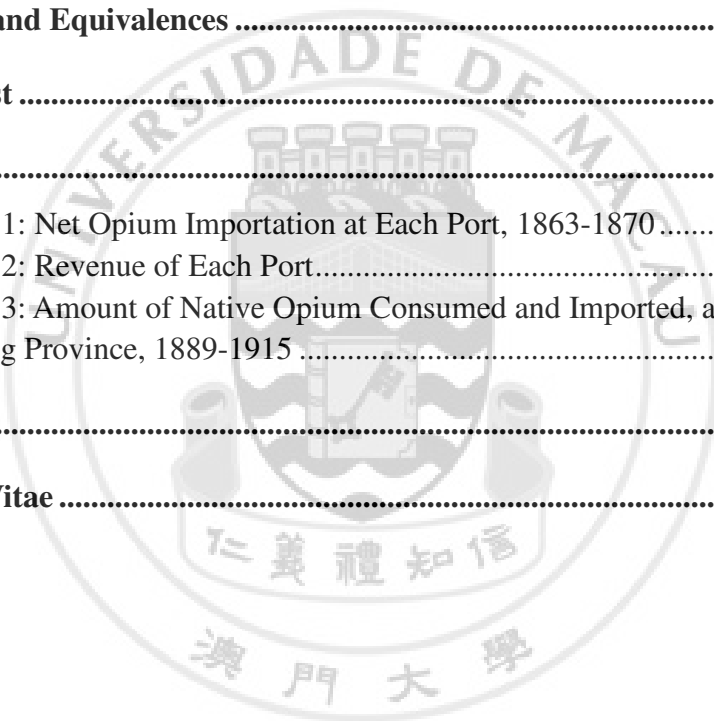 and Equivalences ........................................................................
st ........................................................................
........................................................................
1: Net Opium Importation at Each Port, 1863-1870 .......
2: Revenue of Each Port ........................................................
3: Amount of Native Opium Consumed and Imported, a
g Province, 1889-1915 ........................................................
........................................................................
Vitae ........................................................................
UNIVERSIDADE DE MACAU
仁義禮知信
澳門大學